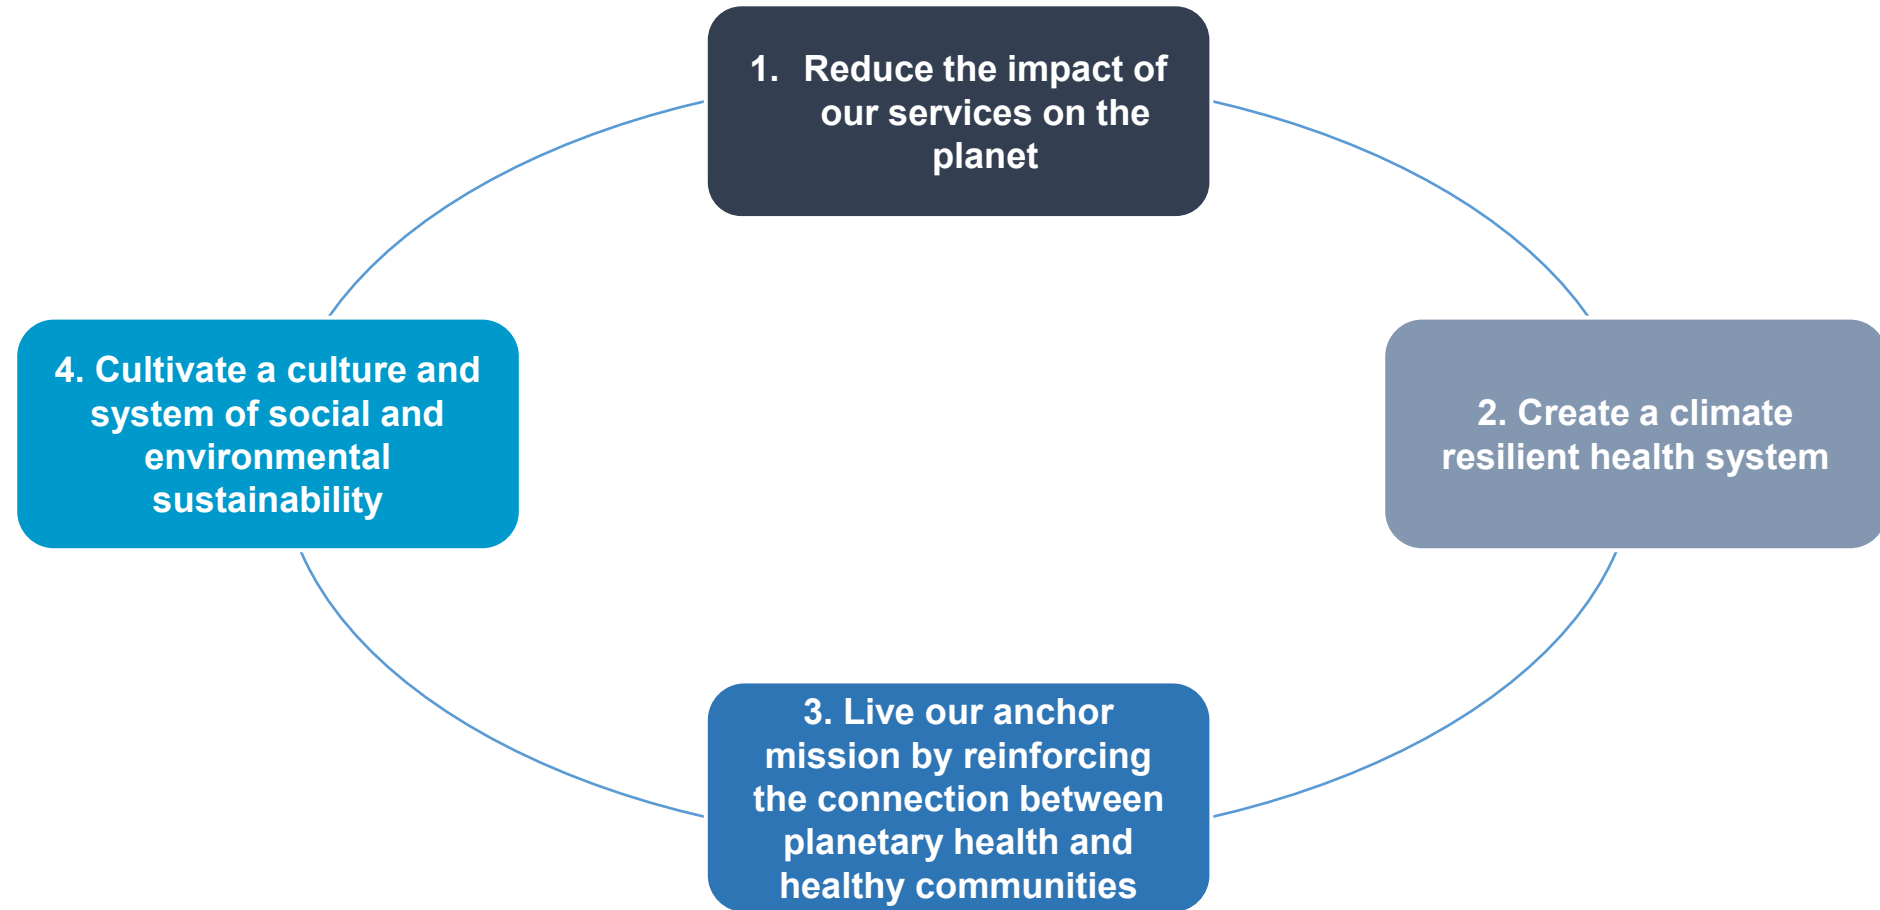 1. Reduce the impact of
our services on the
planet
2. Create a climate
resilient health system
3. Live our anchor
mission by reinforcing
the connection between
planetary health and
healthy communities
4. Cultivate a culture and
system of social and
environmental
sustainability